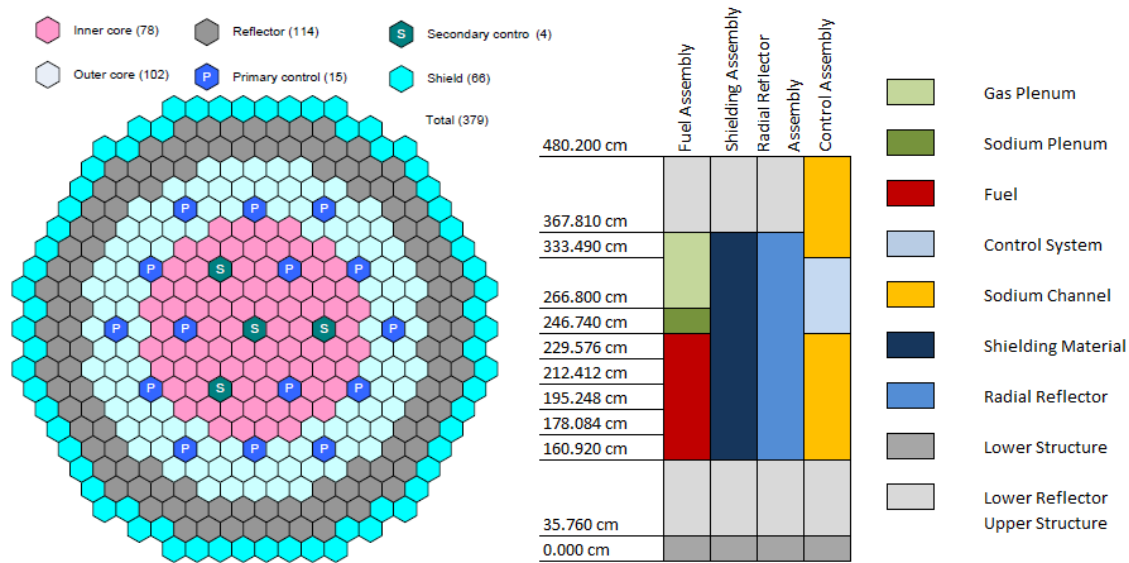 Inner core (78)
Reflector (114)
S Secondary contro (4)
Outer core (102)
P Primary control (15)
Shield (66)
Total (379)
P P P
P S P P
P P S S P
P S P P
P P P
Fuel Assembly
Shielding Assembly
Radial Reflector
Assembly
Control Assembly
480.200 cm
367.810 cm
333.490 cm
266.800 cm
246.740 cm
229.576 cm
212.412 cm
195.248 cm
178.084 cm
160.920 cm
35.760 cm
0.000 cm
Gas Plenum
Sodium Plenum
Fuel
Control System
Sodium Channel
Shielding Material
Radial Reflector
Lower Structure
Lower Reflector
Upper Structure